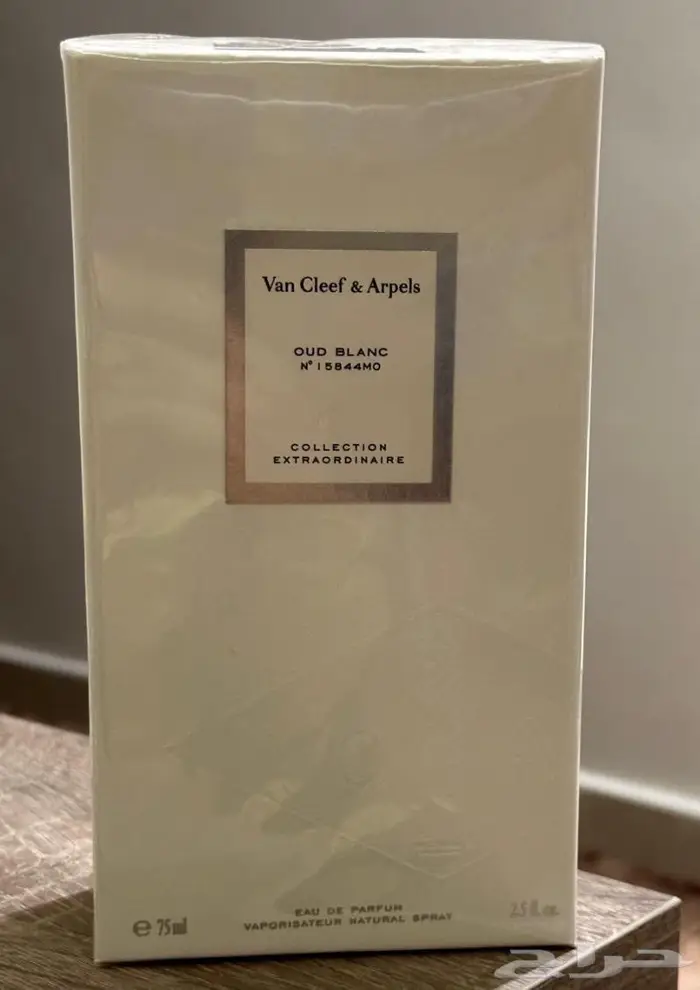 Van Cleef & Arpels
OUD BLANC
N° 15844MO
COLLECTION
EXTRAORDINAIRE
EAU DE PARFUM
VAPORISATEUR NATURAL SPRAY
e 75ml
2.5 fl. oz.
حراج